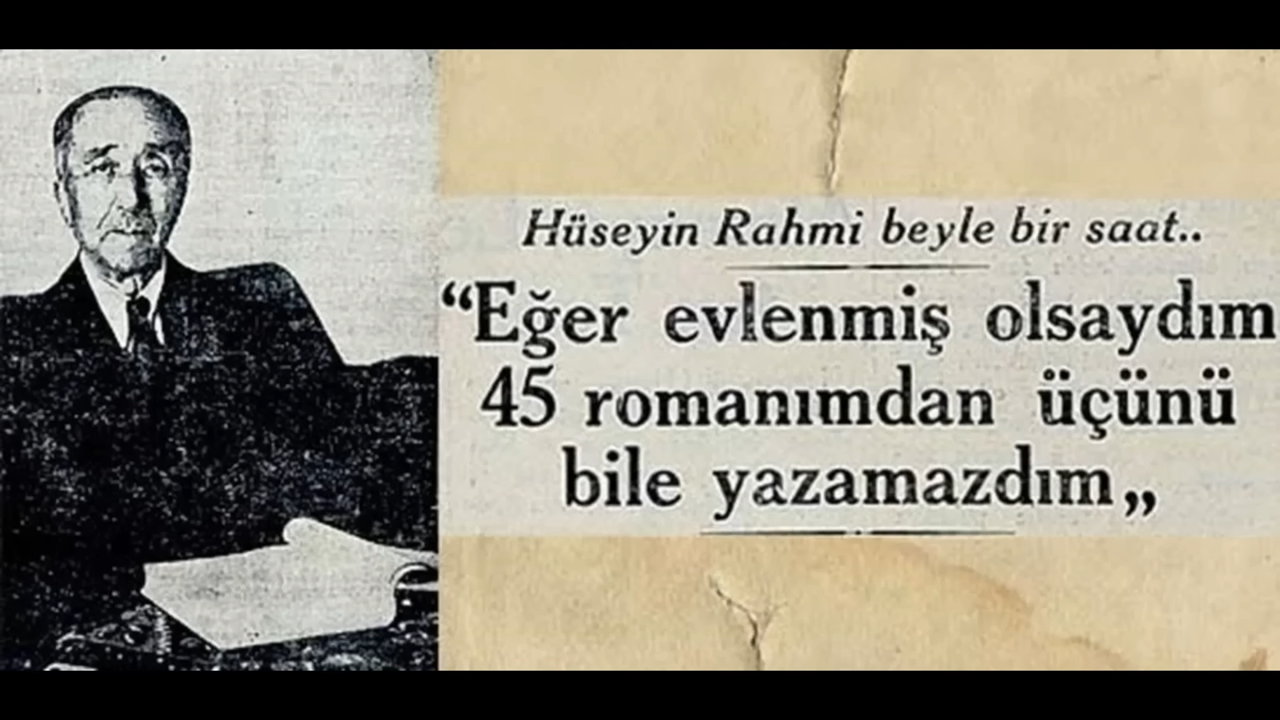 Hüseyin Rahmi beyle bir saat..
“Eğer evlenmiş olsaydım
45 romanımdan üçünü
bile yazamazdım„